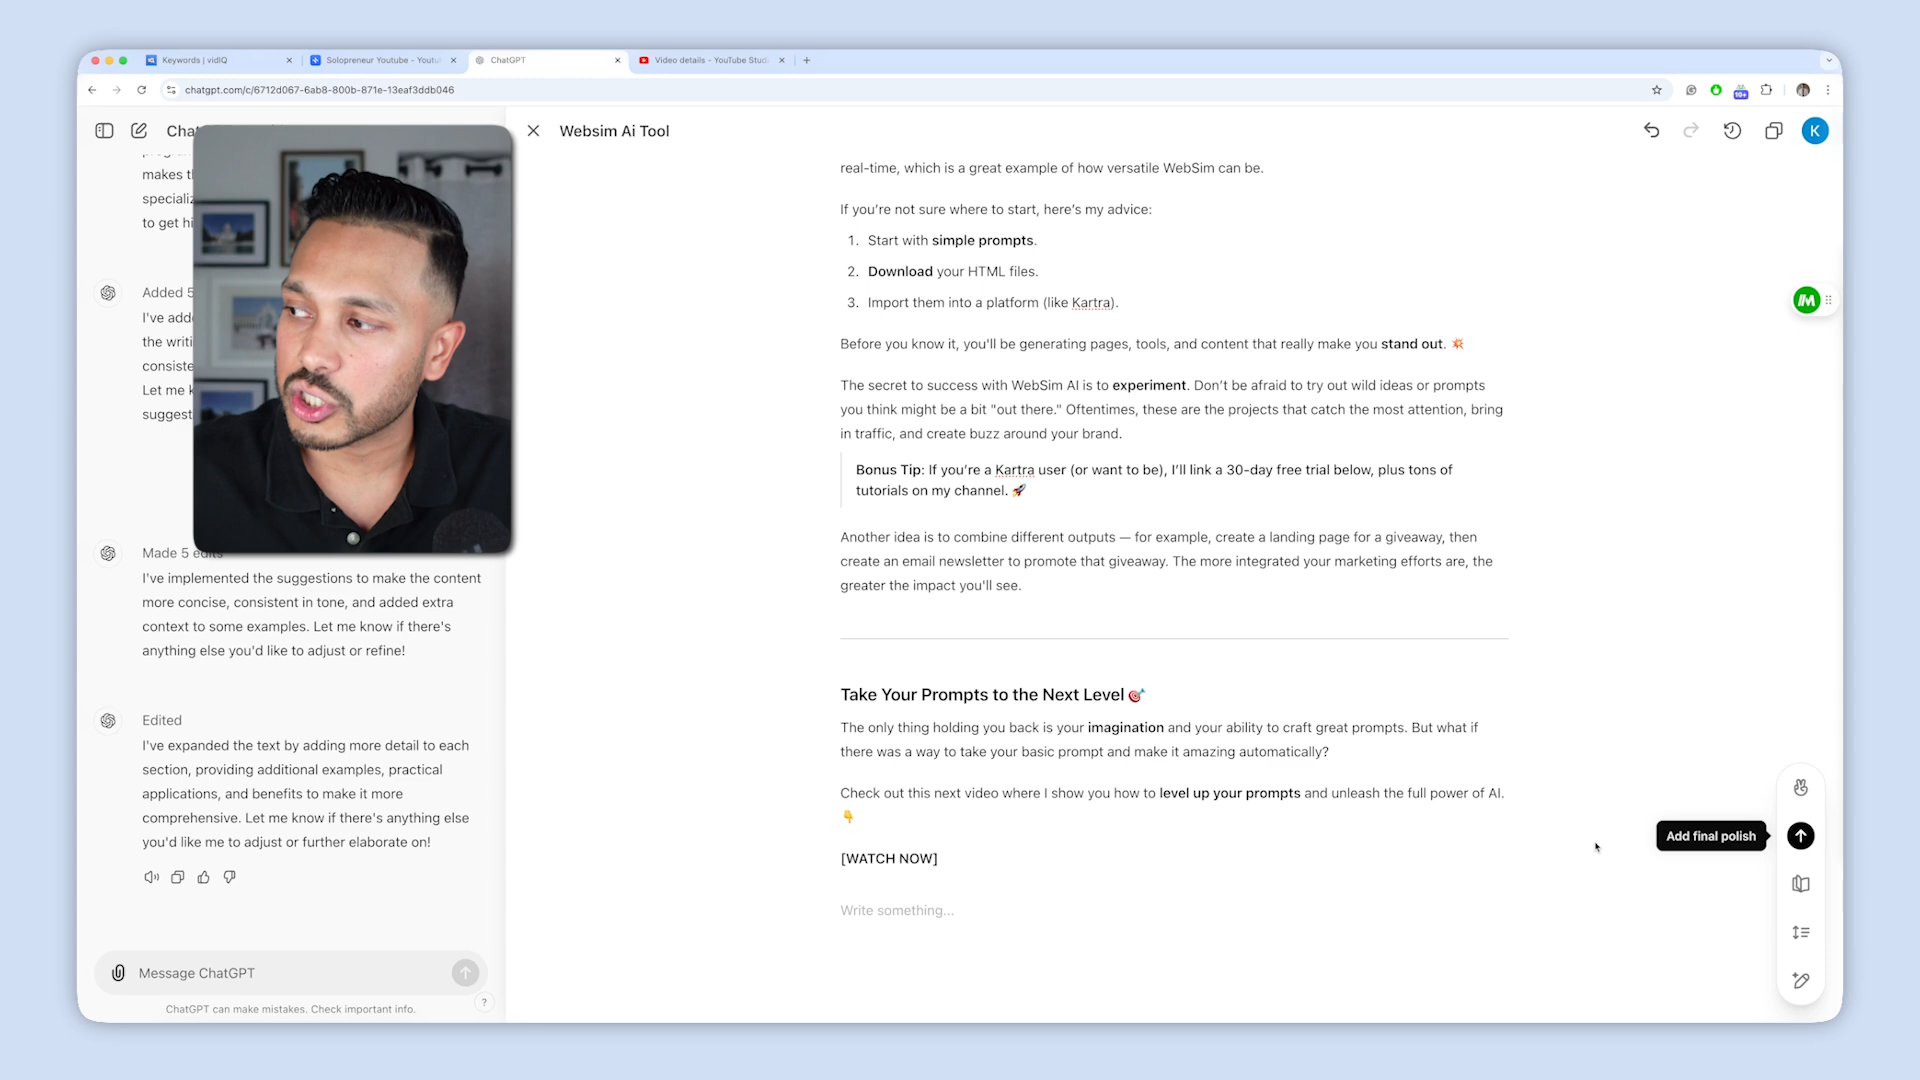 Keywords | vidIQ
Solopreneur Youtube - Youtu
ChatGPT
Video details - YouTube Stud
chatgpt.com/c/6712d067-6ab8-800b-871e-13eaf3ddb046
10+
Websim Ai Tool
K
makes
to get hi
Added 5
I've add
the writi
consiste
Let me k
suggest
Made 5 edits
I've implemented the suggestions to make the content
more concise, consistent in tone, and added extra
context to some examples. Let me know if there's
anything else you'd like to adjust or refine!
Edited
I've expanded the text by adding more detail to each
section, providing additional examples, practical
applications, and benefits to make it more
comprehensive. Let me know if there's anything else
you'd like me to adjust or further elaborate on!
Message ChatGPT
ChatGPT can make mistakes. Check important info.
?
real-time, which is a great example of how versatile WebSim can be.
If you're not sure where to start, here's my advice:
1. Start with simple prompts.
2. Download your HTML files.
3. Import them into a platform (like Kartra).
Before you know it, you'll be generating pages, tools, and content that really make you stand out. 💥
The secret to success with WebSim AI is to experiment. Don't be afraid to try out wild ideas or prompts
you think might be a bit "out there." Oftentimes, these are the projects that catch the most attention, bring
in traffic, and create buzz around your brand.
Bonus Tip: If you're a Kartra user (or want to be), I'll link a 30-day free trial below, plus tons of
tutorials on my channel. 🚀
Another idea is to combine different outputs — for example, create a landing page for a giveaway, then
create an email newsletter to promote that giveaway. The more integrated your marketing efforts are, the
greater the impact you'll see.
Take Your Prompts to the Next Level 🎯
The only thing holding you back is your imagination and your ability to craft great prompts. But what if
there was a way to take your basic prompt and make it amazing automatically?
Check out this next video where I show you how to level up your prompts and unleash the full power of AI.
👇
[WATCH NOW]
Write something...
Add final polish